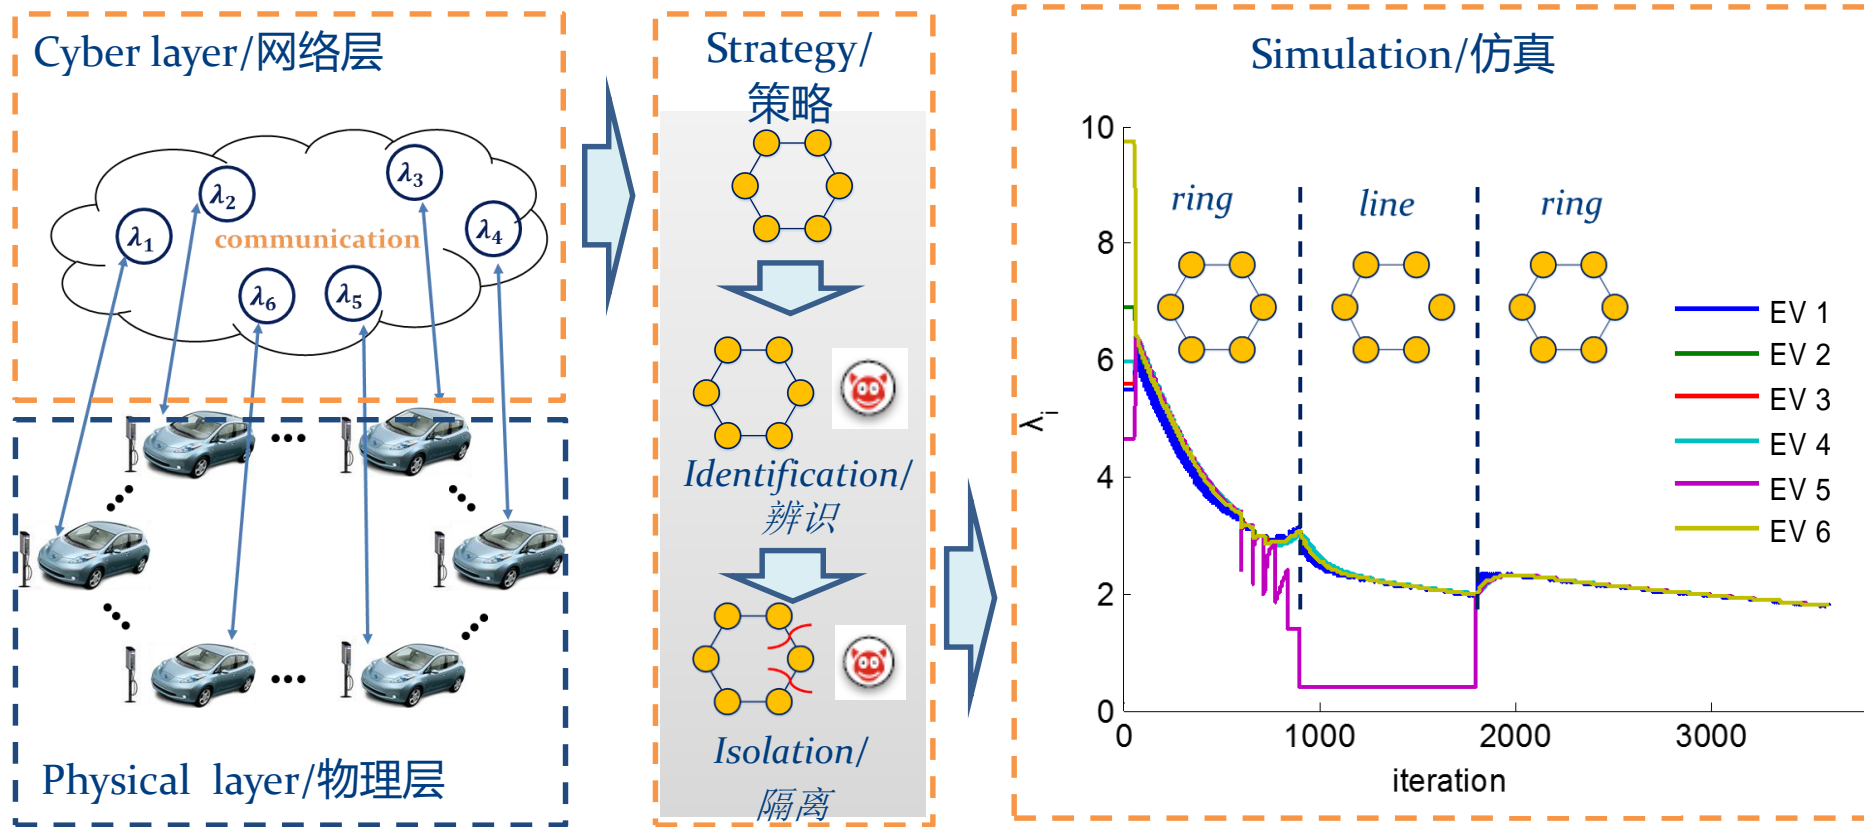 Cyber layer/网络层
λ1
λ2
λ3
λ4
communication
λ6
λ5
Physical layer/物理层
Strategy/
策略
Identification/
辨识
Isolation/
隔离
Simulation/仿真
10
8
6
4
2
0
λi
ring
line
ring
EV 1
EV 2
EV 3
EV 4
EV 5
EV 6
0
1000
2000
3000
iteration